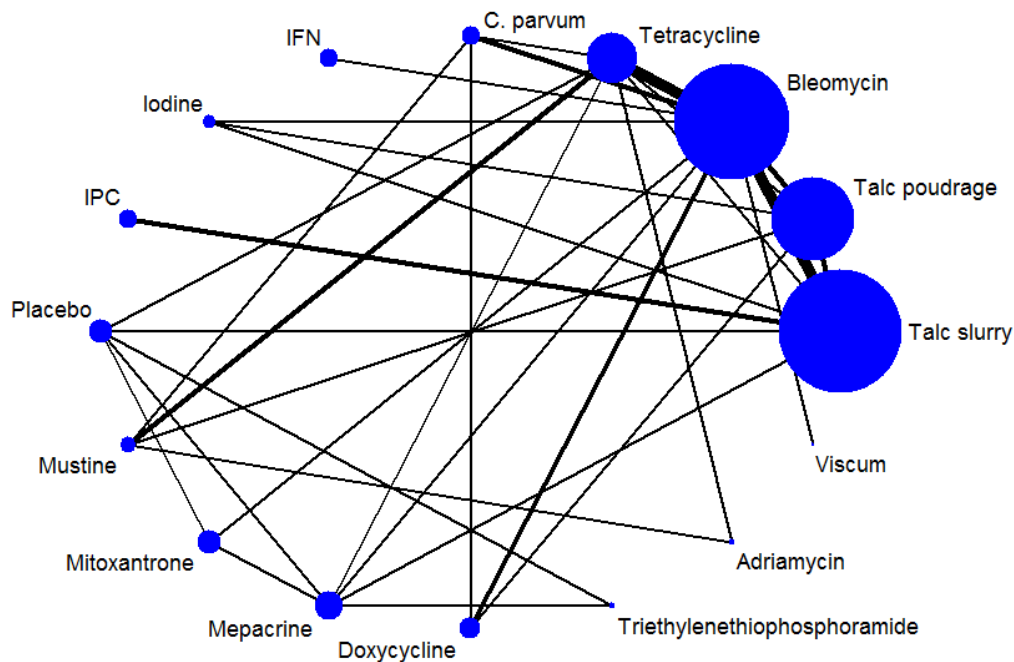 C. parvum
IFN
Tetracycline
Bleomycin
Iodine
Talc poudrage
IPC
Placebo
Talc slurry
Mustine
Viscum
Mitoxantrone
Adriamycin
Mepacrine
Triethylenethiophosphoramide
Doxycycline